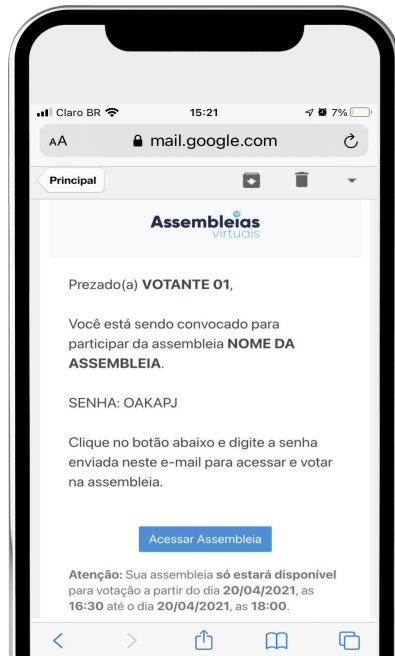 Claro BR 15:21 7%
AA mail.google.com
Principal
Assembleias
virtuais
Prezado(a) VOTANTE 01,
Você está sendo convocado para
participar da assembleia NOME DA
ASSEMBLEIA.
SENHA: OAKAPJ
Clique no botão abaixo e digite a senha
enviada neste e-mail para acessar e votar
na assembleia.
Acessar Assembleia
Atenção: Sua assembleia só estará disponível
para votação a partir do dia 20/04/2021, as
16:30 até o dia 20/04/2021, as 18:00.